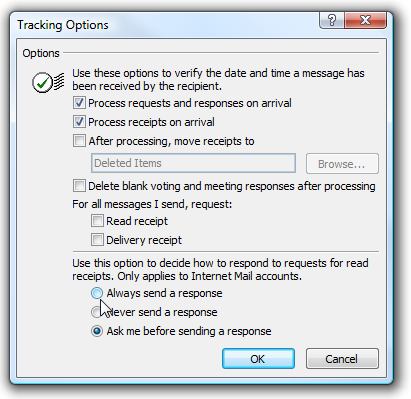 Tracking Options
Options
Use these options to verify the date and time a message has
been received by the recipient.
Process requests and responses on arrival
Process receipts on arrival
After processing, move receipts to
Deleted Items
Browse...
Delete blank voting and meeting responses after processing
For all messages I send, request:
Read receipt
Delivery receipt
Use this option to decide how to respond to requests for read
receipts. Only applies to Internet Mail accounts.
Always send a response
Never send a response
Ask me before sending a response
OK
Cancel